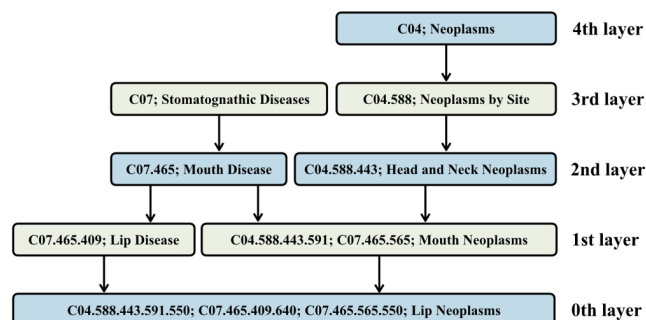 C04; Neoplasms
4th layer
C07; Stomatognathic Diseases
C04.588; Neoplasms by Site
3rd layer
C07.465; Mouth Disease
C04.588.443; Head and Neck Neoplasms
2nd layer
C07.465.409; Lip Disease
C04.588.443.591; C07.465.565; Mouth Neoplasms
1st layer
C04.588.443.591.550; C07.465.409.640; C07.465.565.550; Lip Neoplasms
0th layer